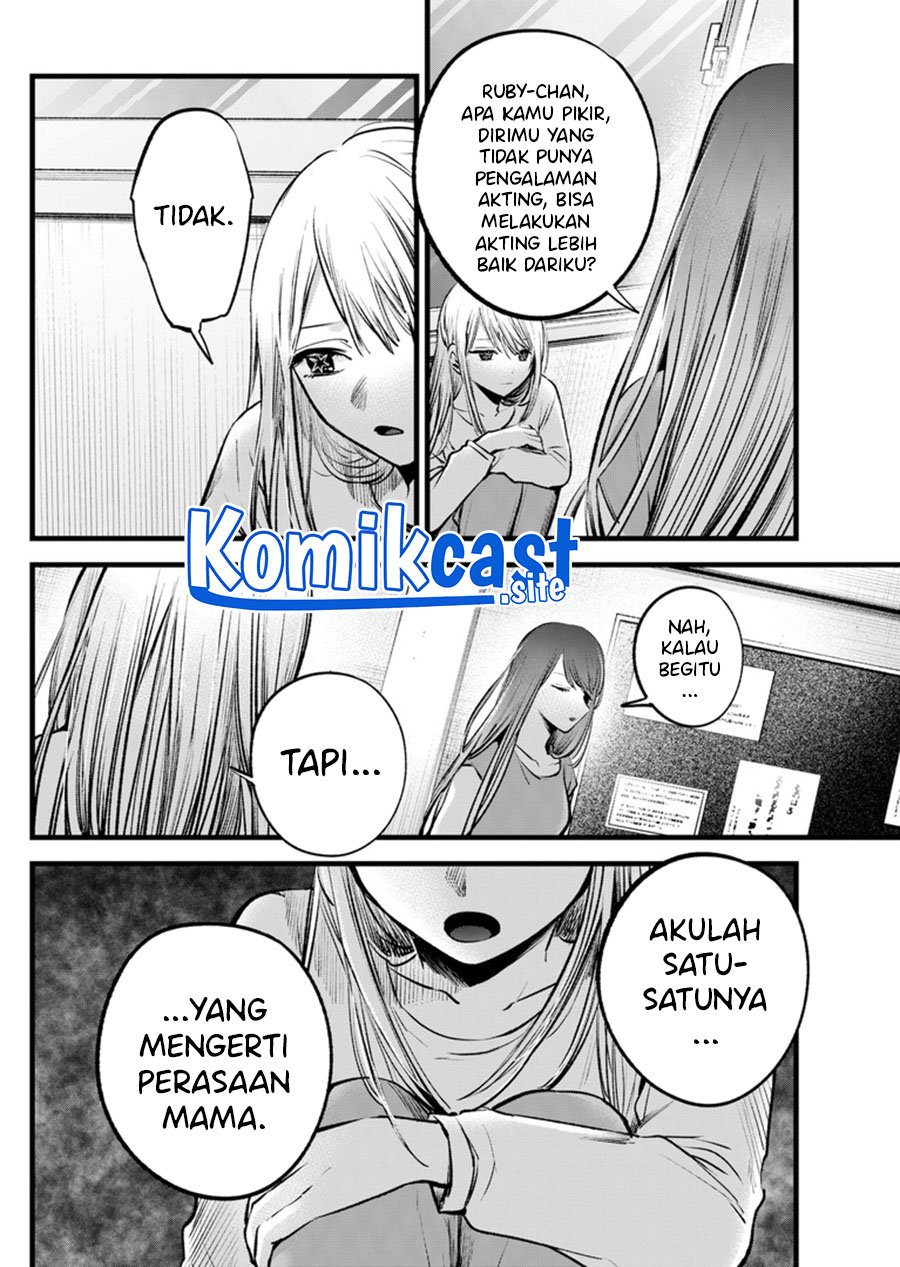 RUBY-CHAN,
APA KAMU PIKIR,
DIRIMU YANG
TIDAK PUNYA
PENGALAMAN
AKTING, BISA
MELAKUKAN
AKTING LEBIH
BAIK DARIKU?
TIDAK.
Komikcast
.site
NAH,
KALAU
BEGITU
...
TAPI...
AKULAH
SATU-
SATUNYA
...
...YANG
MENGERTI
PERASAAN
MAMA.